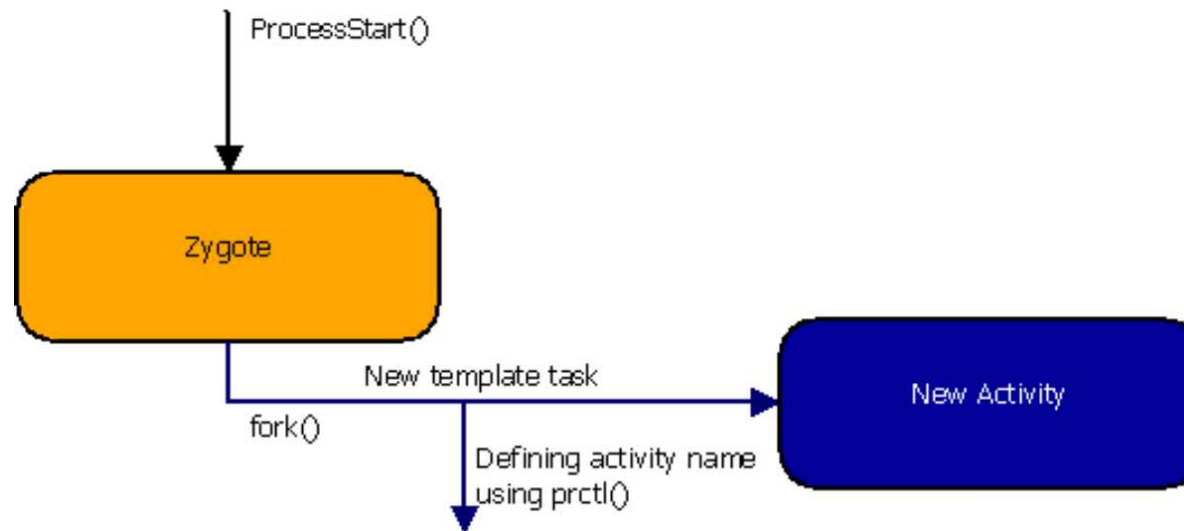 ProcessStart()
Zygote
New template task
fork()
New Activity
Defining activity name
using prctl()